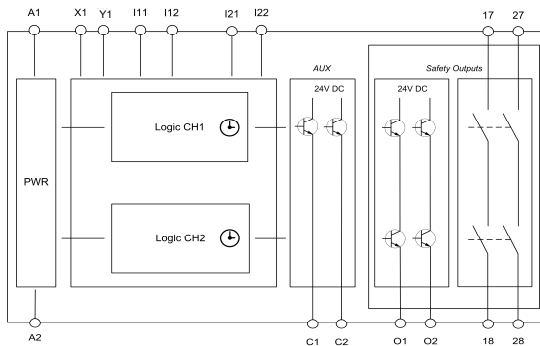 A1 X1 Y1 I11 I12 I21 I22 17 27
AUX Safety Outputs
24V DC 24V DC
Logic CH1
PWR
Logic CH2
A2 C1 C2 O1 O2 18 28